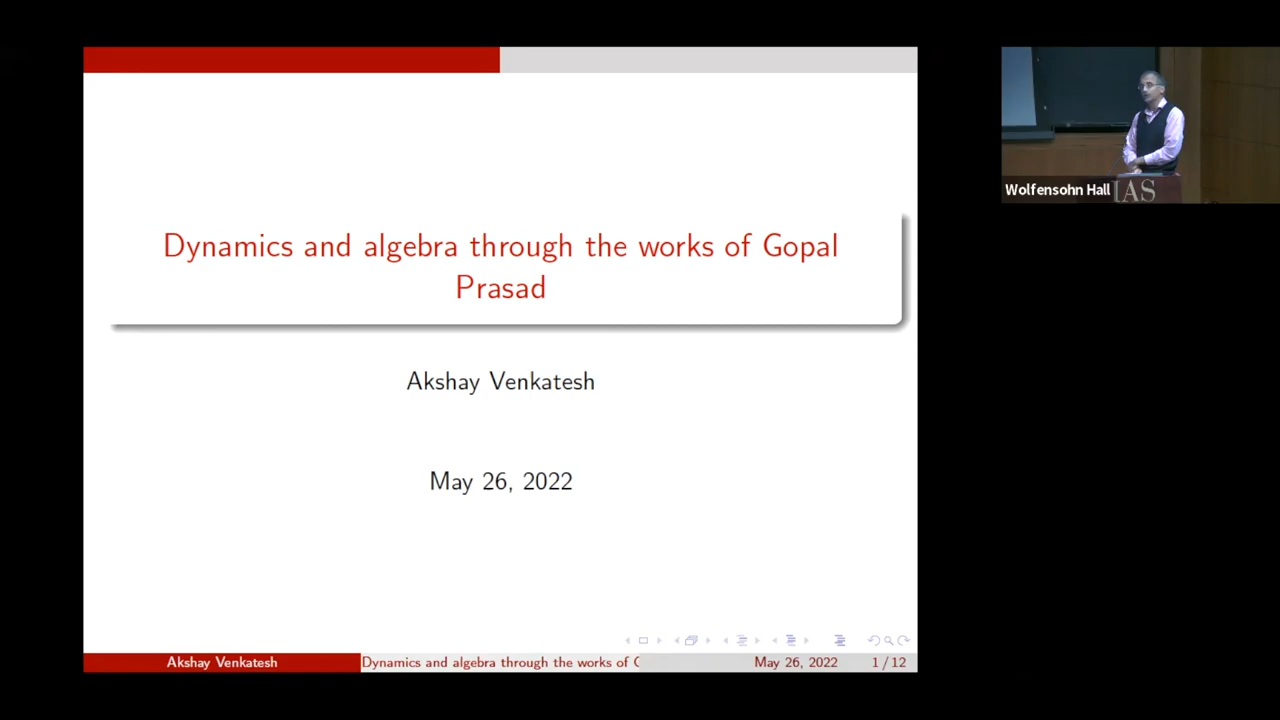 Dynamics and algebra through the works of Gopal
Prasad
Akshay Venkatesh
May 26, 2022
Akshay Venkatesh
Dynamics and algebra through the works of G
May 26, 2022
1 / 12
Wolfensohn Hall
IAS